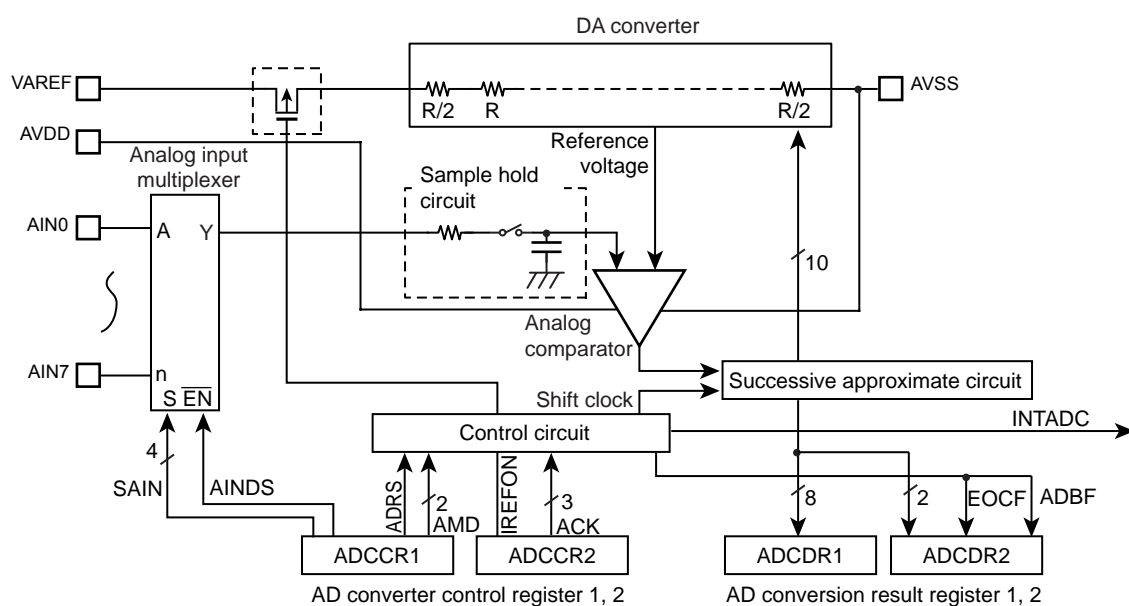 DA converter
VAREF
AVSS
R/2
R
R/2
AVDD
Reference
voltage
Analog input
multiplexer
Sample hold
circuit
AIN0
A
Y
10
Analog
comparator
AIN7
n
S
EN
Successive approximate circuit
Shift clock
INTADC
Control circuit
4
SAIN
AINDS
ADRS
2
AMD
IREFON
3
ACK
8
2
EOCF
ADBF
ADCCR1
ADCCR2
ADCDR1
ADCDR2
AD converter control register 1, 2
AD conversion result register 1, 2